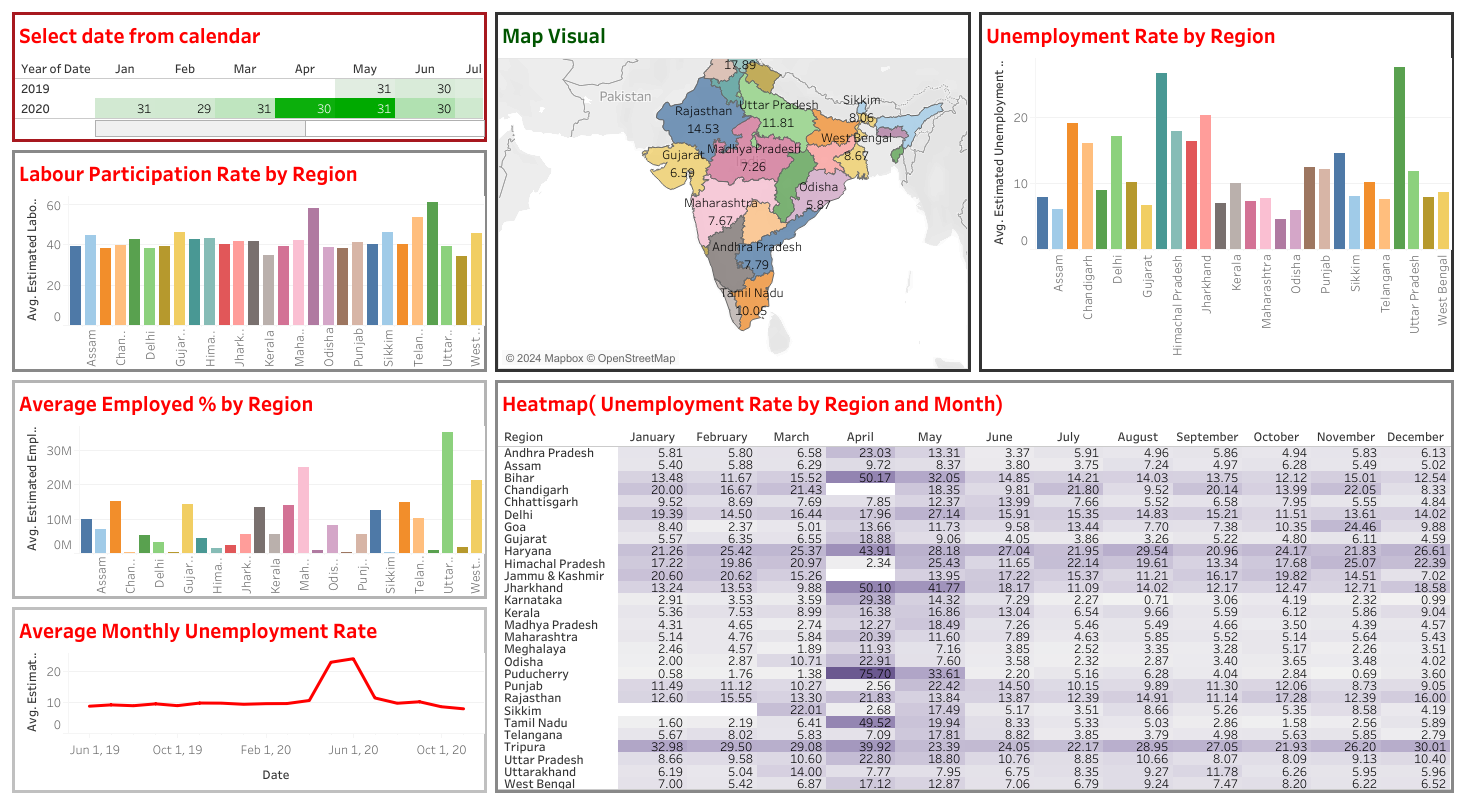 Select date from calendar
Year of Date Jan Feb Mar Apr May Jun Jul
2019 31 30
2020 31 29 31 30 31 30
Labour Participation Rate by Region
Avg. Estimated Labo..
60
40
20
0
Assam Chan.. Delhi Gujar.. Hima.. Jhark.. Kerala Maha.. Odisha Punjab Sikkim Telan.. Uttar.. West..
Map Visual
17.89
Pakistan
Rajasthan
14.53
Uttar Pradesh
11.81
Sikkim
8.06
West Bengal
8.67
Gujarat
6.59
Madhya Pradesh
7.26
Odisha
5.87
Maharashtra
7.67
Andhra Pradesh
7.79
Tamil Nadu
10.05
© 2024 Mapbox © OpenStreetMap
Unemployment Rate by Region
Avg. Estimated Unemployment ..
20
10
0
Assam Chandigarh Delhi Gujarat Himachal Pradesh Jharkhand Kerala Maharashtra Odisha Punjab Sikkim Telangana Uttar Pradesh West Bengal
Average Employed % by Region
Avg. Estimated Empl..
30M
20M
10M
0M
Assam Chan.. Delhi Gujar.. Hima.. Jhark.. Kerala Mah.. Odis.. Punj.. Sikkim Telan.. Uttar.. West..
Average Monthly Unemployment Rate
Avg. Estimat..
20
10
0
Jun 1, 19 Oct 1, 19 Feb 1, 20 Jun 1, 20 Oct 1, 20
Date
Heatmap( Unemployment Rate by Region and Month)
Region January February March April May June July August September October November December
Andhra Pradesh 5.81 5.80 6.58 23.03 13.31 3.37 5.91 4.96 5.86 4.94 5.83 6.13
Assam 5.40 5.88 6.29 9.72 8.37 3.80 3.75 7.24 4.97 6.28 5.49 5.02
Bihar 13.48 11.67 15.52 50.17 32.05 14.85 14.21 14.03 13.75 12.12 15.01 12.54
Chandigarh 20.00 16.67 21.43 18.35 9.81 21.80 9.52 20.14 13.99 22.05 8.33
Chhattisgarh 9.52 8.69 7.69 7.85 12.37 13.99 7.66 5.52 6.58 7.95 5.55 4.84
Delhi 19.39 14.50 16.44 17.96 27.14 15.91 15.35 14.83 15.21 11.51 13.61 14.02
Goa 8.40 2.37 5.01 13.66 11.73 9.58 13.44 7.70 7.38 10.35 24.46 9.88
Gujarat 5.57 6.35 6.55 18.88 9.06 4.05 3.86 3.26 5.22 4.80 6.11 4.59
Haryana 21.26 25.42 25.37 43.91 28.18 27.04 21.95 29.54 20.96 24.17 21.83 26.61
Himachal Pradesh 17.22 19.86 20.97 2.34 25.43 11.65 22.14 19.61 13.34 17.68 25.07 22.39
Jammu & Kashmir 20.60 20.62 15.26 13.95 17.22 15.37 11.21 16.17 19.82 14.51 7.02
Jharkhand 13.24 13.53 9.88 50.10 41.77 18.17 11.09 14.02 12.17 12.47 12.71 18.58
Karnataka 2.91 3.53 3.59 29.38 14.32 7.29 2.27 0.71 3.06 4.19 2.32 0.99
Kerala 5.36 7.53 8.99 16.38 16.86 13.04 6.54 9.66 5.59 6.12 5.86 9.04
Madhya Pradesh 4.31 4.65 2.74 12.27 18.49 7.26 5.46 5.49 4.66 3.50 4.39 4.57
Maharashtra 5.14 4.76 5.84 20.39 11.60 7.89 4.63 5.85 5.52 5.14 5.64 5.43
Meghalaya 2.46 4.57 1.89 11.93 7.16 3.85 2.52 3.35 3.28 5.17 2.26 3.51
Odisha 2.00 2.87 10.71 22.91 7.60 3.58 2.32 2.87 3.40 3.65 3.48 4.02
Puducherry 0.58 1.76 1.38 75.70 33.61 2.20 5.16 6.28 4.04 2.84 0.69 3.60
Punjab 11.49 11.12 10.27 2.56 22.42 14.50 10.15 9.89 11.30 12.06 8.73 9.05
Rajasthan 12.60 15.55 13.30 21.83 13.84 13.87 12.39 14.91 11.14 17.28 12.39 16.00
Sikkim 22.01 2.68 17.49 5.17 3.51 8.66 5.26 5.35 8.58 4.19
Tamil Nadu 1.60 2.19 6.41 49.52 19.94 8.33 5.33 5.03 2.86 1.58 2.56 5.89
Telangana 5.67 8.02 5.83 7.09 17.81 8.82 3.85 3.79 4.98 5.63 5.85 2.79
Tripura 32.98 29.50 29.08 39.92 23.39 24.05 22.17 28.95 27.05 21.93 26.20 30.01
Uttar Pradesh 8.66 9.58 10.60 22.80 18.80 10.76 8.85 10.66 8.07 8.09 9.13 10.40
Uttarakhand 6.19 5.04 14.00 7.77 7.95 6.75 8.35 9.27 11.78 6.26 5.95 5.96
West Bengal 7.00 5.42 6.87 17.12 12.87 7.06 6.79 9.24 7.47 8.20 6.22 6.52